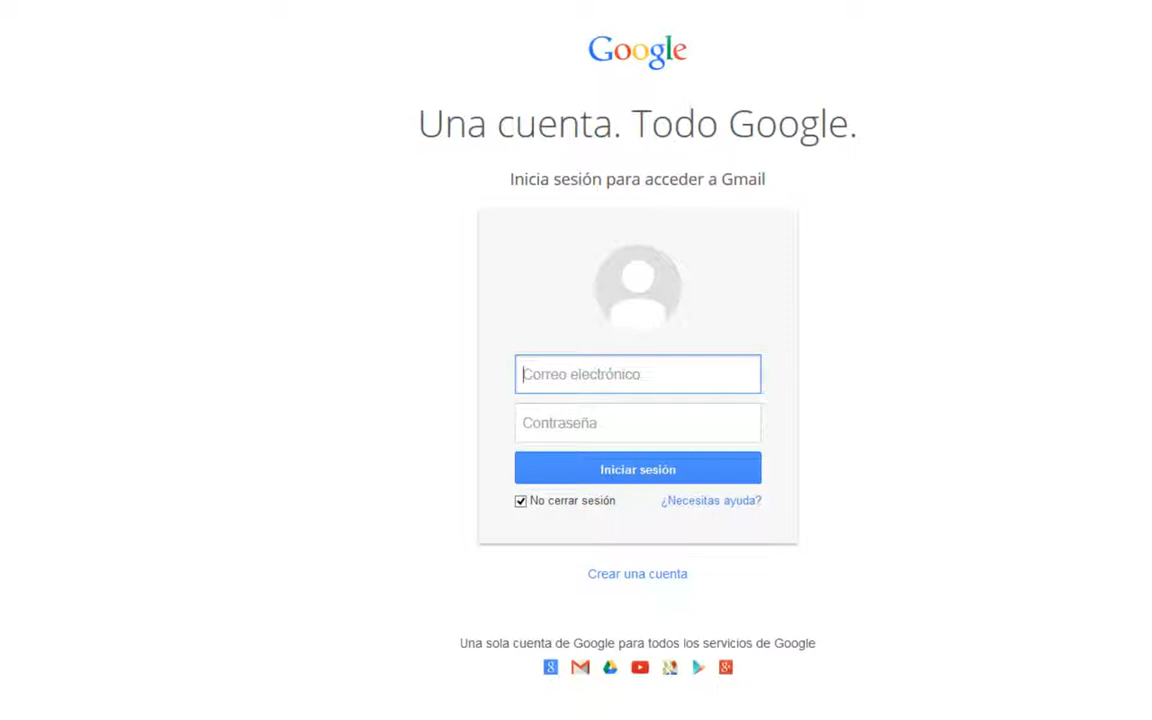 Google
Una cuenta. Todo Google.
Inicia sesión para acceder a Gmail
Correo electrónico
Contraseña
Iniciar sesión
No cerrar sesión ¿Necesitas ayuda?
Crear una cuenta
Una sola cuenta de Google para todos los servicios de Google